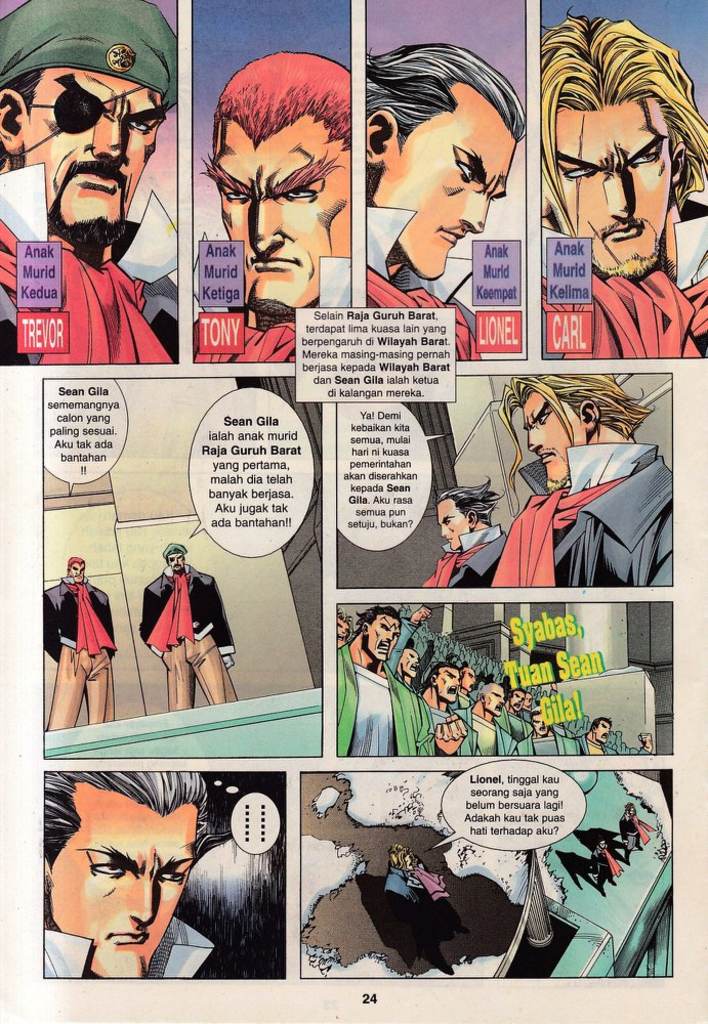 Anak
Murid
Kedua
TREVOR
Anak
Murid
Ketiga
TONY
Anak
Murid
Keempat
LIONEL
Anak
Murid
Kelima
CARL
Selain Raja Guruh Barat,
terdapat lima kuasa lain yang
berpengaruh di Wilayah Barat.
Mereka masing-masing pernah
berjasa kepada Wilayah Barat
dan Sean Gila ialah ketua
di kalangan mereka.
Sean Gila
sememangnya
calon yang
paling sesuai.
Aku tak ada
bantahan
!!
Sean Gila
ialah anak murid
Raja Guruh Barat
yang pertama,
malah dia telah
banyak berjasa.
Aku jugak tak
ada bantahan!!
Ya! Demi
kebaikan kita
semua, mulai
hari ni kuasa
pemerintahan
akan diserahkan
kepada Sean
Gila. Aku rasa
semua pun
setuju, bukan?
Syabas,
Tuan Sean
Gila!
Lionel, tinggal kau
seorang saja yang
belum bersuara lagi!
Adakah kau tak puas
hati terhadap aku?
24